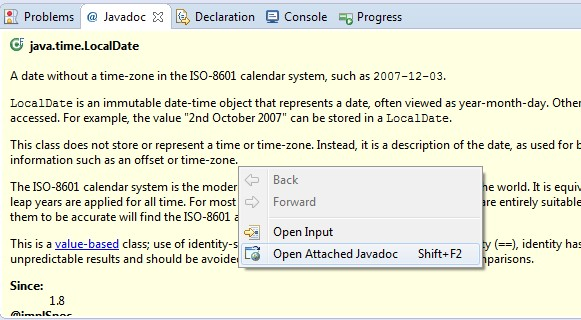 Problems @ Javadoc Declaration Console Progress
java.time.LocalDate
A date without a time-zone in the ISO-8601 calendar system, such as 2007-12-03.
LocalDate is an immutable date-time object that represents a date, often viewed as year-month-day. Other
accessed. For example, the value "2nd October 2007" can be stored in a LocalDate.
This class does not store or represent a time or time-zone. Instead, it is a description of the date, as used for b
information such as an offset or time-zone.
The ISO-8601 calendar system is the moder the world. It is equiv
leap years are applied for all time. For most are entirely suitable
them to be accurate will find the ISO-8601 a
This is a value-based class; use of identity-s ty (==), identity has
unpredictable results and should be avoide mparisons.
Back
Forward
Open Input
Open Attached Javadoc Shift+F2
Since:
1.8
@implSpec